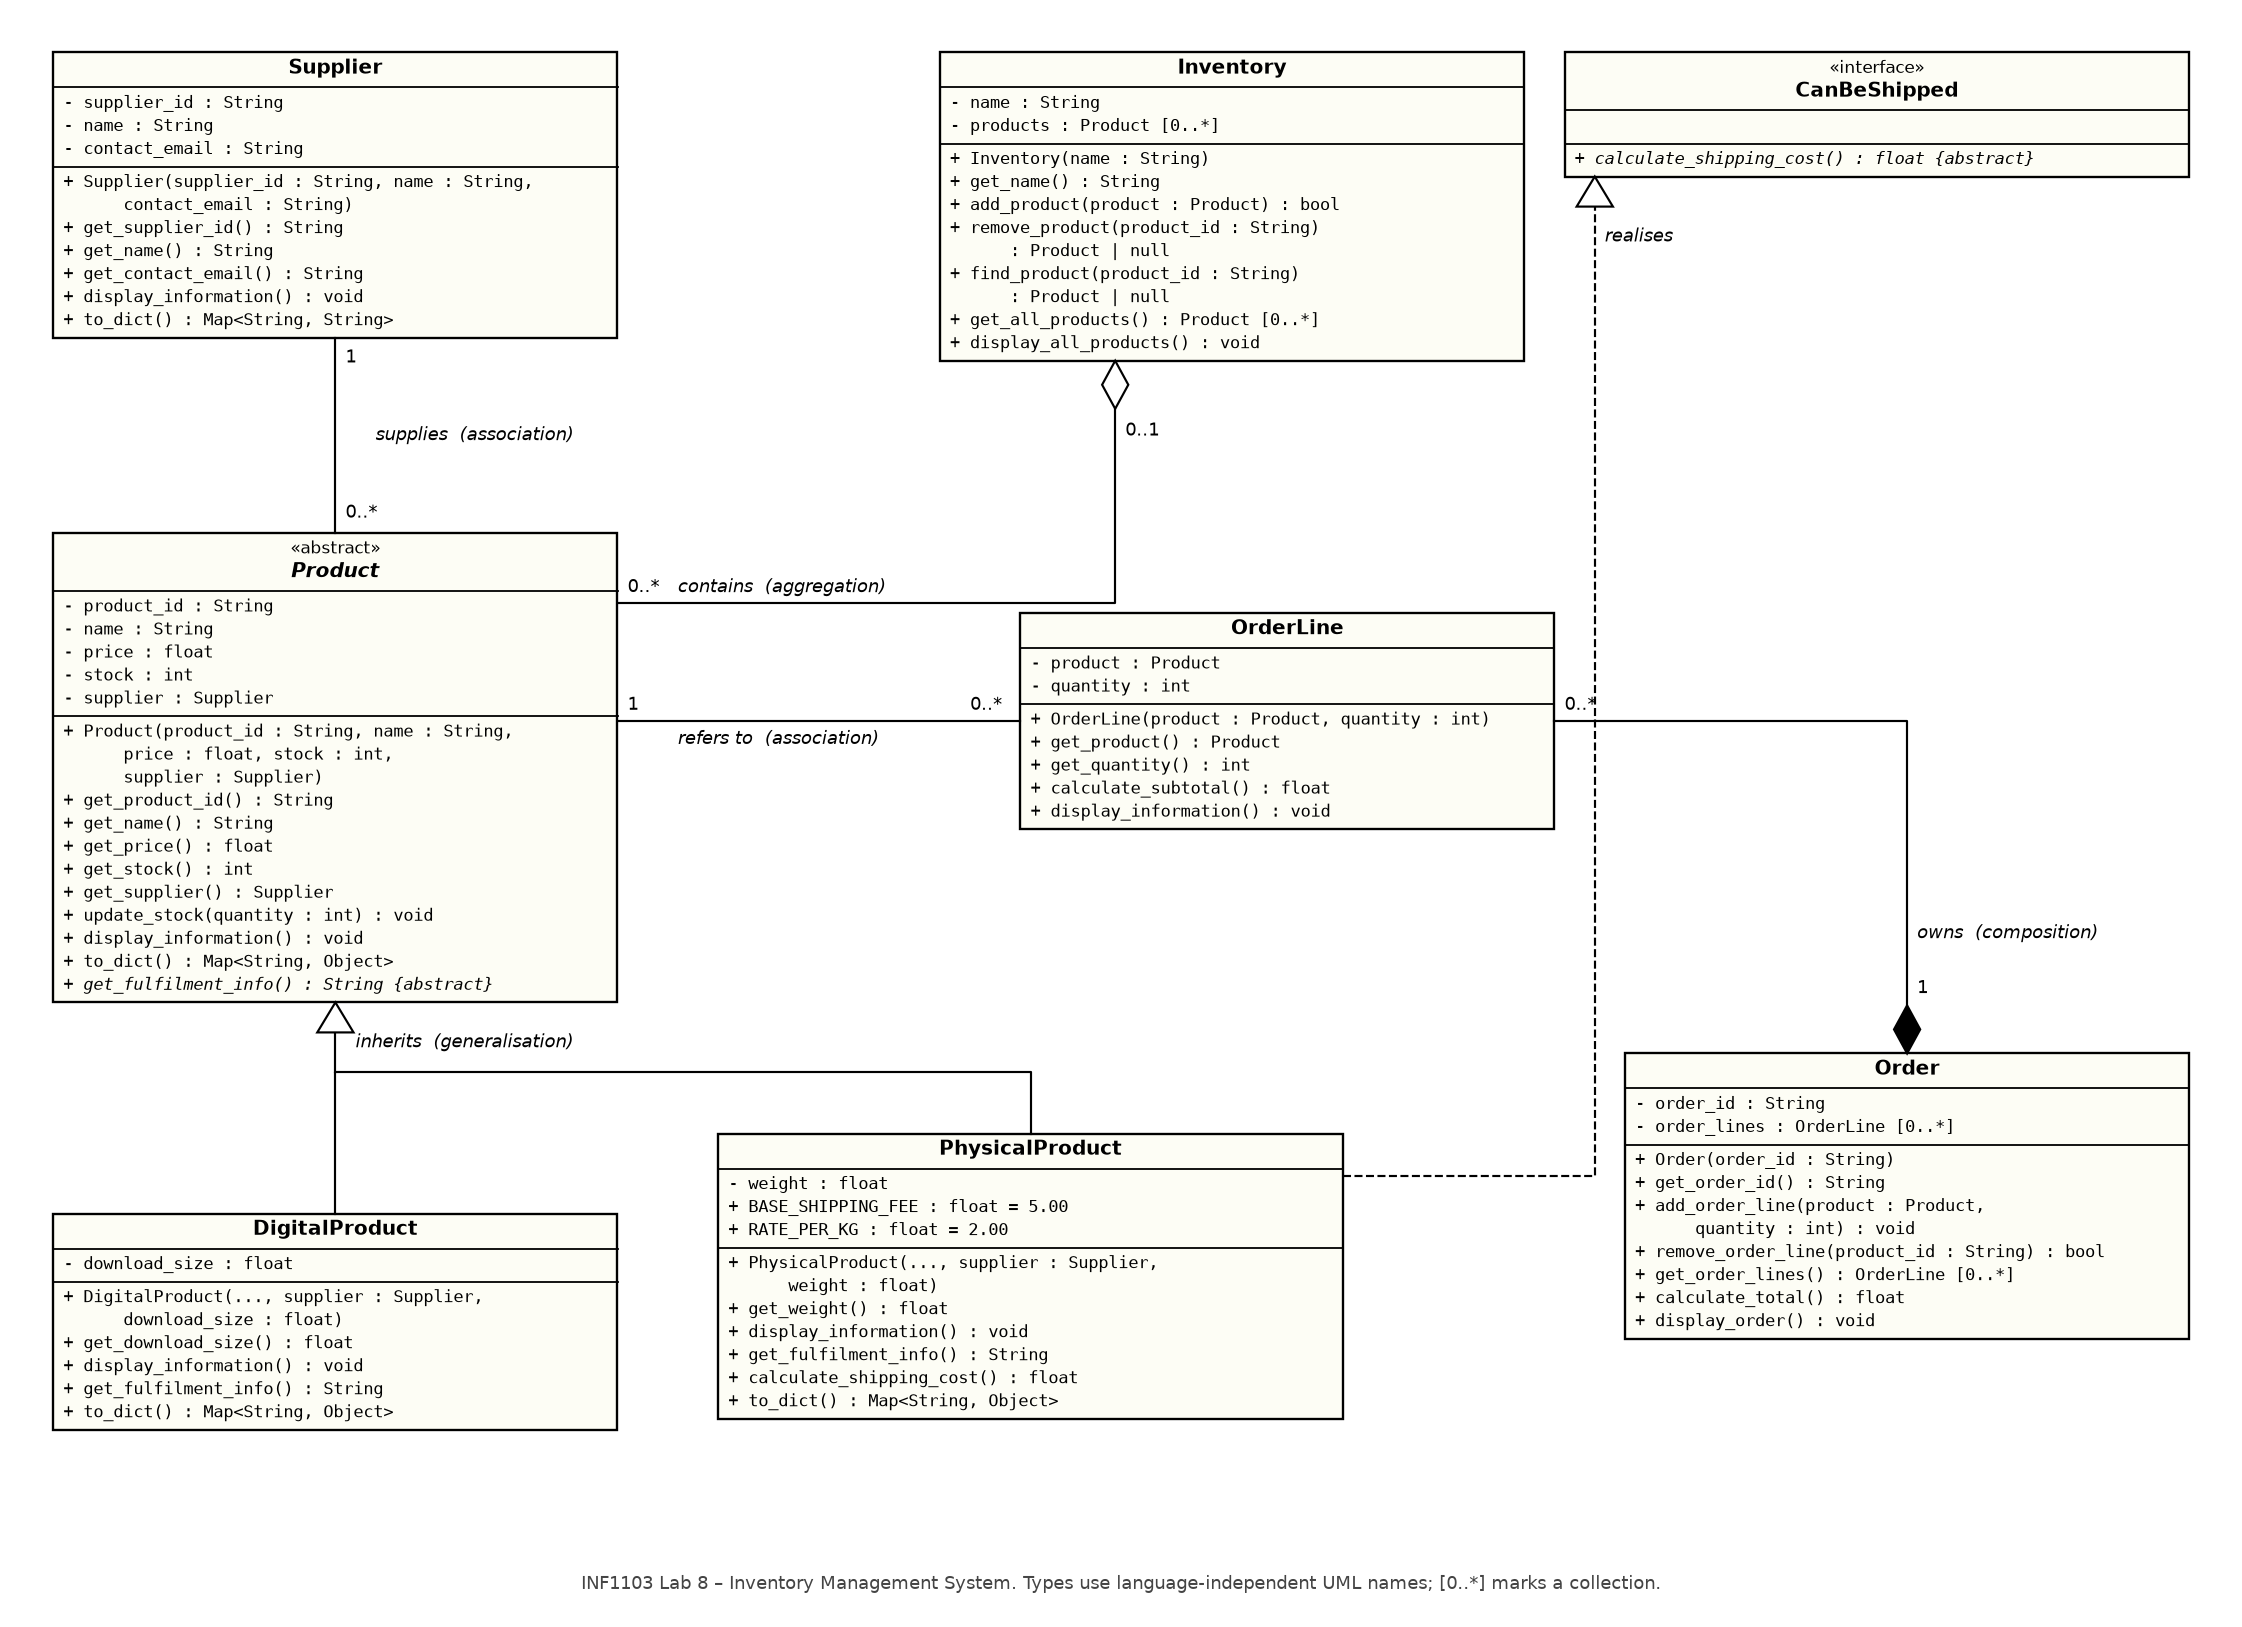 Supplier
- supplier_id : String
- name : String
- contact_email : String
+ Supplier(supplier_id : String, name : String,
contact_email : String)
+ get_supplier_id() : String
+ get_name() : String
+ get_contact_email() : String
+ display_information() : void
+ to_dict() : Map<String, String>
Inventory
- name : String
- products : Product [0..*]
+ Inventory(name : String)
+ get_name() : String
+ add_product(product : Product) : bool
+ remove_product(product_id : String)
: Product | null
+ find_product(product_id : String)
: Product | null
+ get_all_products() : Product [0..*]
+ display_all_products() : void
«interface»
CanBeShipped
+ calculate_shipping_cost() : float {abstract}
realises
1
supplies (association)
0..*
0..1
0..* contains (aggregation)
«abstract»
Product
- product_id : String
- name : String
- price : float
- stock : int
- supplier : Supplier
+ Product(product_id : String, name : String,
price : float, stock : int,
supplier : Supplier)
+ get_product_id() : String
+ get_name() : String
+ get_price() : float
+ get_stock() : int
+ get_supplier() : Supplier
+ update_stock(quantity : int) : void
+ display_information() : void
+ to_dict() : Map<String, Object>
+ get_fulfilment_info() : String {abstract}
1
0..*
refers to (association)
OrderLine
- product : Product
- quantity : int
+ OrderLine(product : Product, quantity : int)
+ get_product() : Product
+ get_quantity() : int
+ calculate_subtotal() : float
+ display_information() : void
0..*
owns (composition)
1
inherits (generalisation)
Order
- order_id : String
- order_lines : OrderLine [0..*]
+ Order(order_id : String)
+ get_order_id() : String
+ add_order_line(product : Product,
quantity : int) : void
+ remove_order_line(product_id : String) : bool
+ get_order_lines() : OrderLine [0..*]
+ calculate_total() : float
+ display_order() : void
PhysicalProduct
- weight : float
+ BASE_SHIPPING_FEE : float = 5.00
+ RATE_PER_KG : float = 2.00
+ PhysicalProduct(..., supplier : Supplier,
weight : float)
+ get_weight() : float
+ display_information() : void
+ get_fulfilment_info() : String
+ calculate_shipping_cost() : float
+ to_dict() : Map<String, Object>
DigitalProduct
- download_size : float
+ DigitalProduct(..., supplier : Supplier,
download_size : float)
+ get_download_size() : float
+ display_information() : void
+ get_fulfilment_info() : String
+ to_dict() : Map<String, Object>
INF1103 Lab 8 – Inventory Management System. Types use language-independent UML names; [0..*] marks a collection.